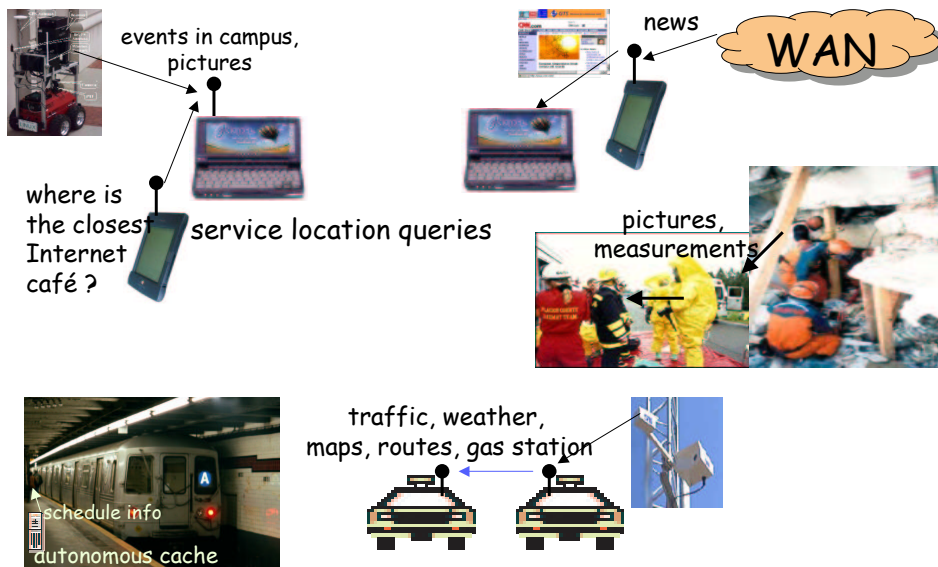 events in campus,
pictures
news
WAN
where is
the closest
Internet
café ?
service location queries
pictures,
measurements
traffic, weather,
maps, routes, gas station
A
schedule info
autonomous cache